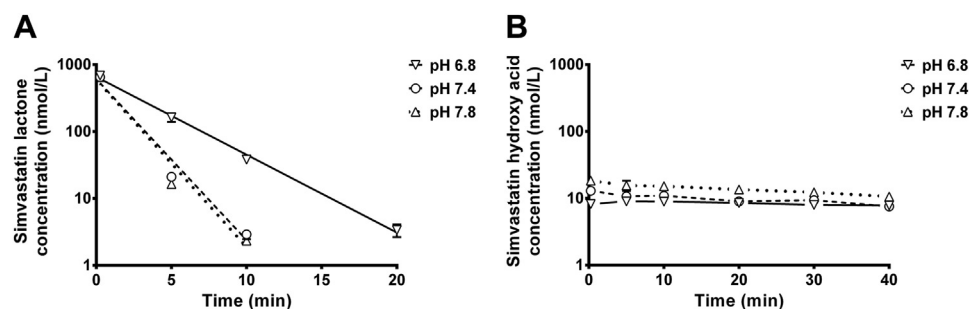 A
Simvastatin lactone
concentration (nmol/L)
1000
100
10
1
0
5
10
15
20
Time (min)
pH 6.8
pH 7.4
pH 7.8
B
Simvastatin hydroxy acid
concentration (nmol/L)
1000
100
10
1
0
10
20
30
40
Time (min)
pH 6.8
pH 7.4
pH 7.8